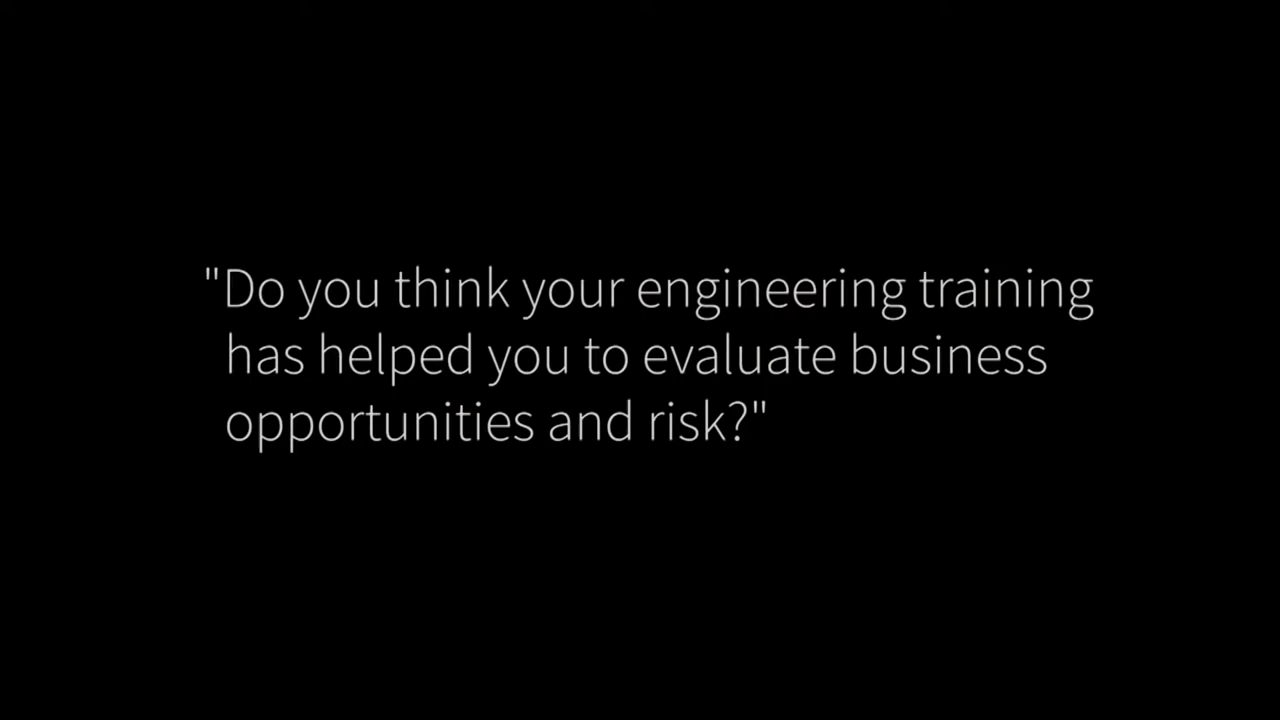 "Do you think your engineering training
has helped you to evaluate business
opportunities and risk?"